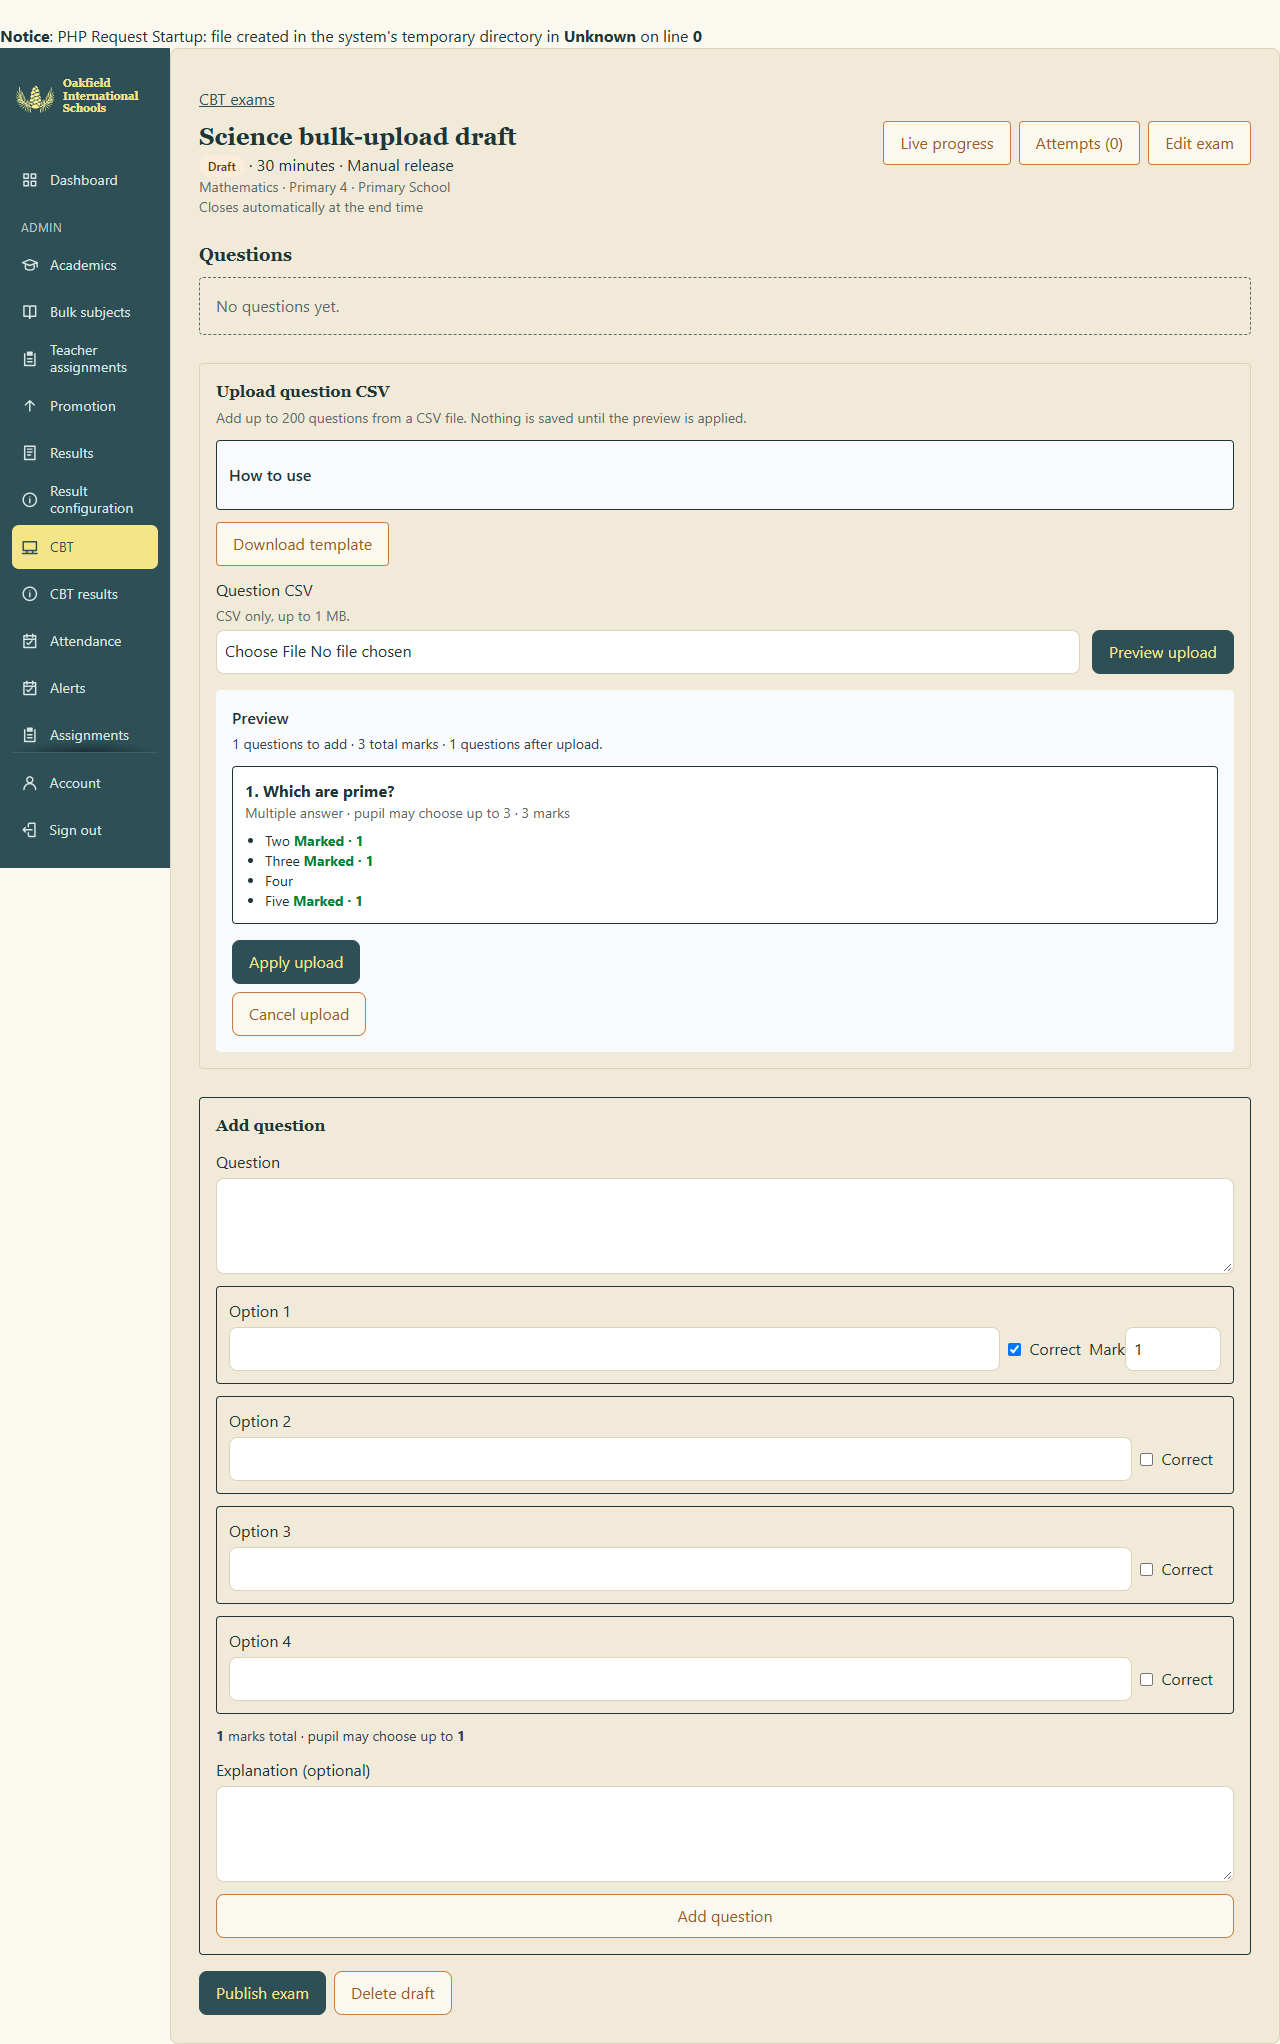 Notice: PHP Request Startup: file created in the system's temporary directory in Unknown on line 0
Oakfield
International
Schools
Dashboard
ADMIN
Academics
Bulk subjects
Teacher
assignments
Promotion
Results
Result
configuration
CBT
CBT results
Attendance
Alerts
Assignments
Account
Sign out
CBT exams
Science bulk-upload draft
Live progress
Attempts (0)
Edit exam
Draft · 30 minutes · Manual release
Mathematics · Primary 4 · Primary School
Closes automatically at the end time
Questions
No questions yet.
Upload question CSV
Add up to 200 questions from a CSV file. Nothing is saved until the preview is applied.
How to use
Download template
Question CSV
CSV only, up to 1 MB.
Choose File No file chosen
Preview upload
Preview
1 questions to add · 3 total marks · 1 questions after upload.
1. Which are prime?
Multiple answer · pupil may choose up to 3 · 3 marks
Two Marked · 1
Three Marked · 1
Four
Five Marked · 1
Apply upload
Cancel upload
Add question
Question
Option 1
Correct Mark 1
Option 2
Correct
Option 3
Correct
Option 4
Correct
1 marks total · pupil may choose up to 1
Explanation (optional)
Add question
Publish exam
Delete draft